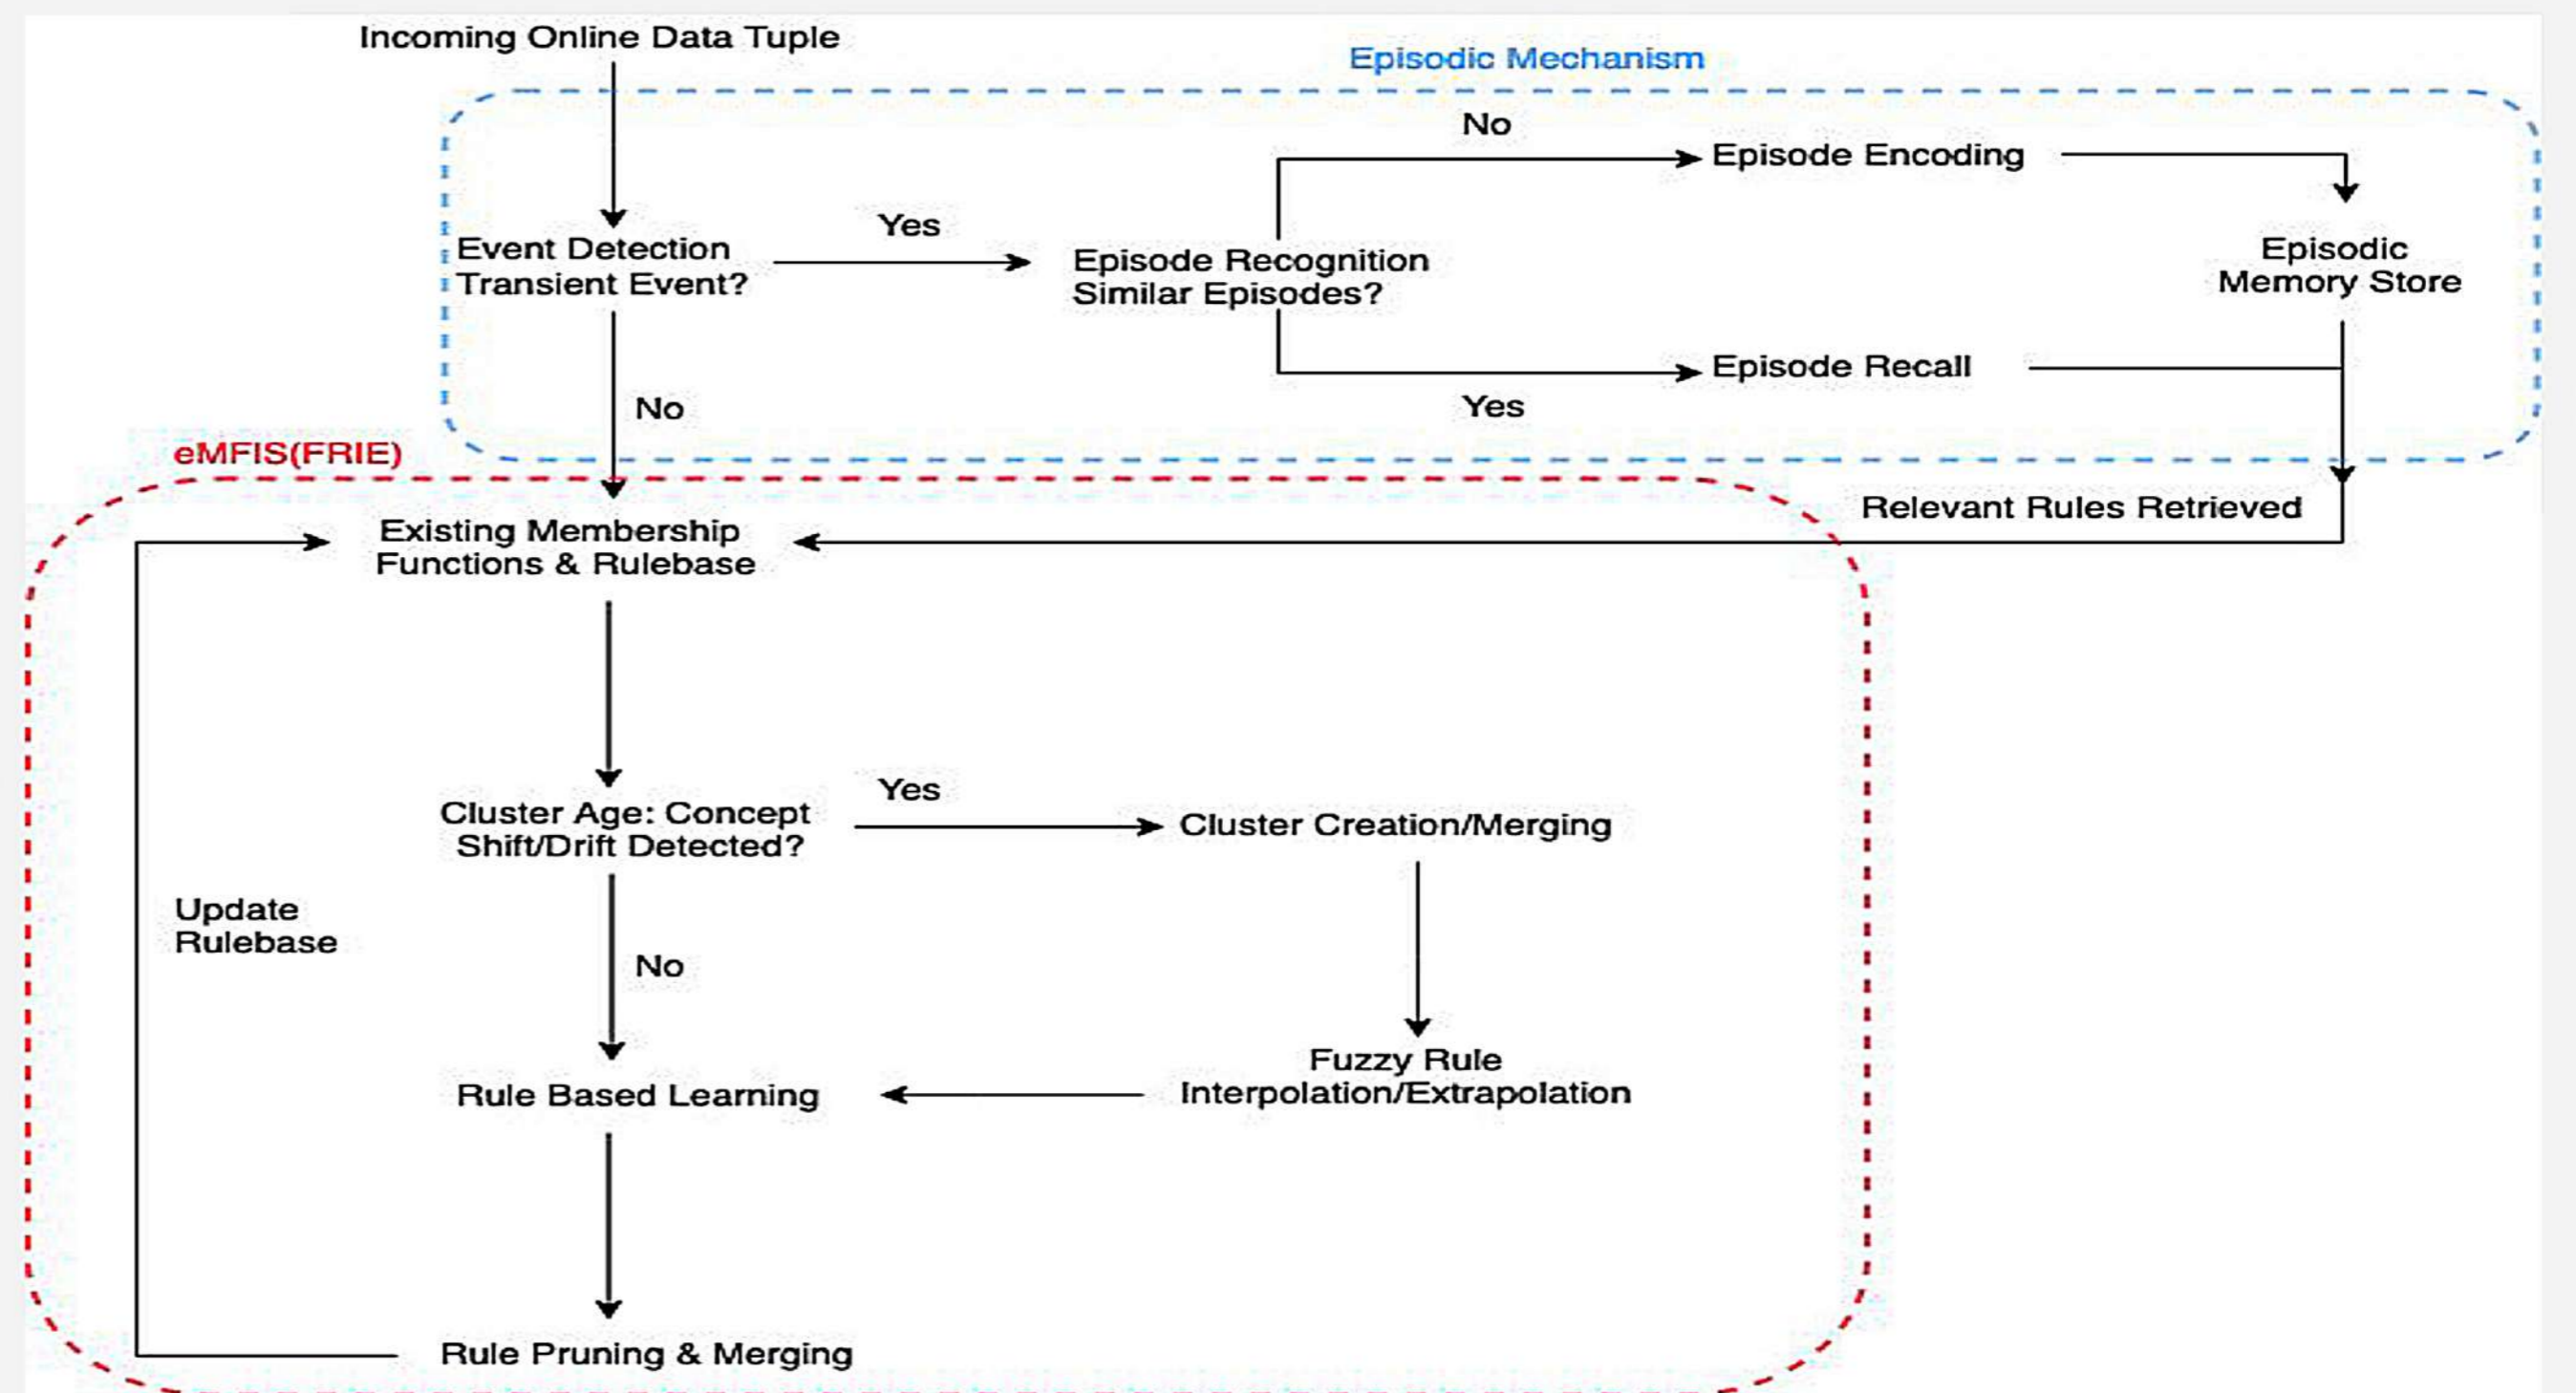 Incoming Online Data Tuple
Episodic Mechanism
No
Episode Encoding
Yes
Event Detection
Transient Event?
Episode Recognition
Similar Episodes?
Episodic
Memory Store
Episode Recall
Yes
No
eMFIS(FRIE)
Relevant Rules Retrieved
Existing Membership
Functions & Rulebase
Yes
Cluster Age: Concept
Shift/Drift Detected?
Cluster Creation/Merging
Update
Rulebase
No
Fuzzy Rule
Interpolation/Extrapolation
Rule Based Learning
Rule Pruning & Merging